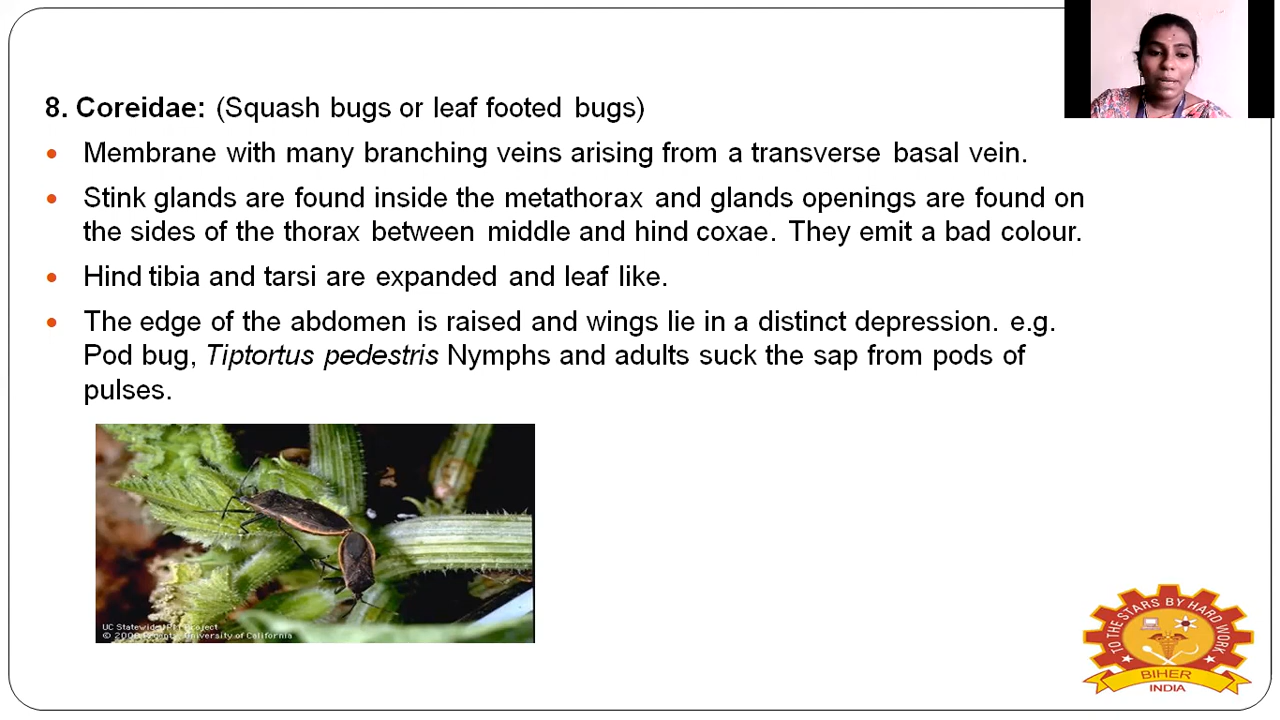 8. Coreidae: (Squash bugs or leaf footed bugs)
• Membrane with many branching veins arising from a transverse basal vein.
• Stink glands are found inside the metathorax and glands openings are found on
the sides of the thorax between middle and hind coxae. They emit a bad colour.
• Hind tibia and tarsi are expanded and leaf like.
• The edge of the abdomen is raised and wings lie in a distinct depression. e.g.
Pod bug, Tiptortus pedestris Nymphs and adults suck the sap from pods of
pulses.
UC Statewide IPM Project
© 2000 Regents, University of California
TO THE STARS BY HARD WORK
BIHER
INDIA